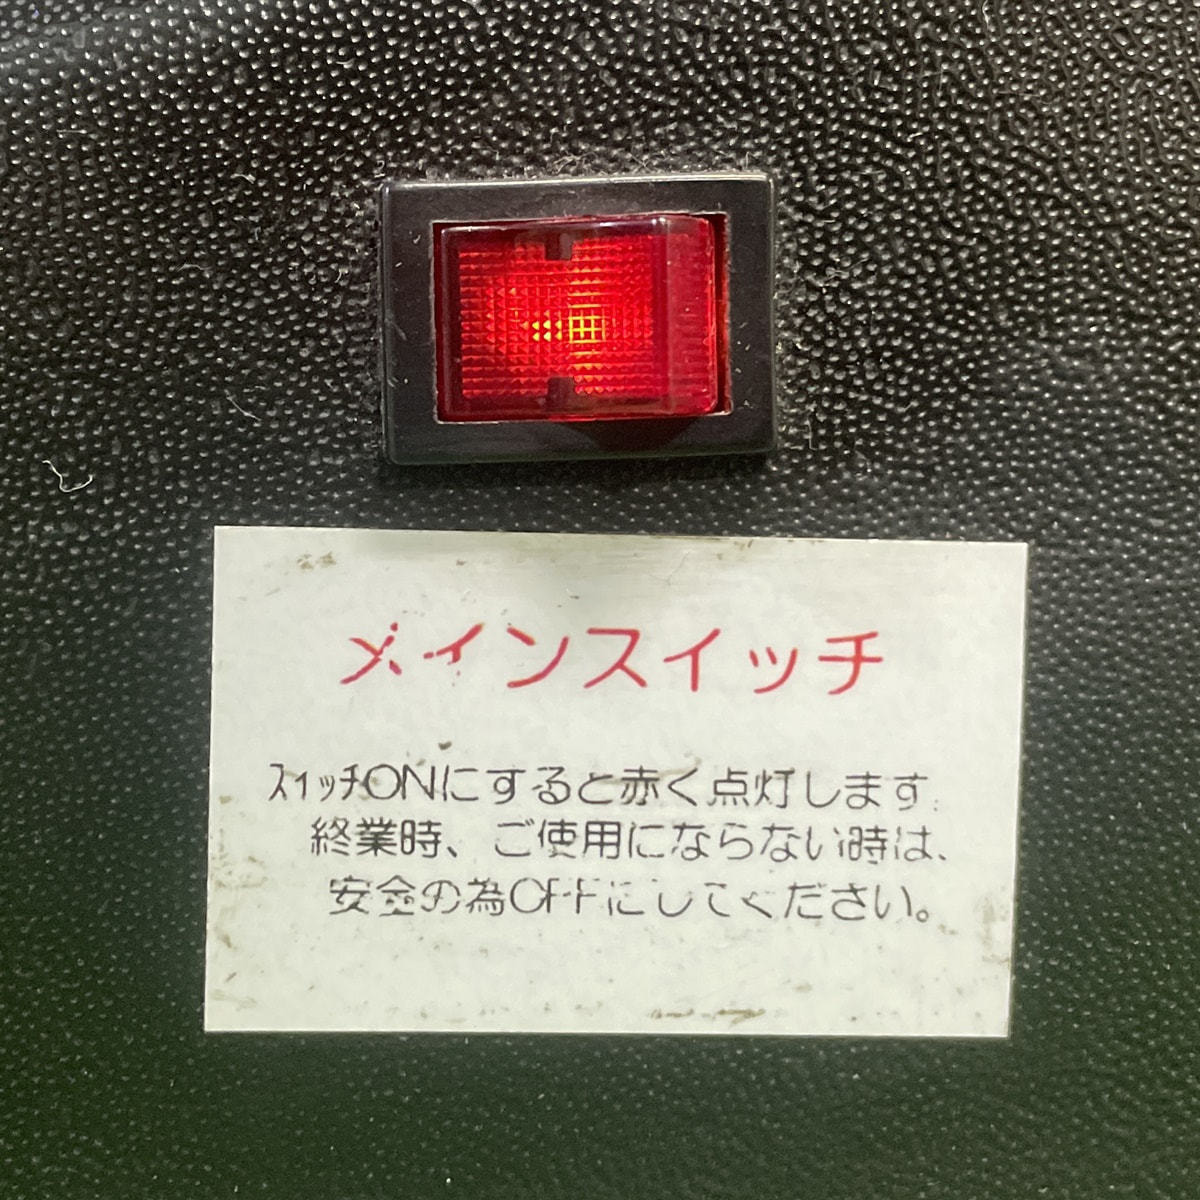 メインスイッチ
ｽｲｯﾁONにすると赤く点灯します.
終業時、ご使用にならない時は、
安全の為OFFにしてください。